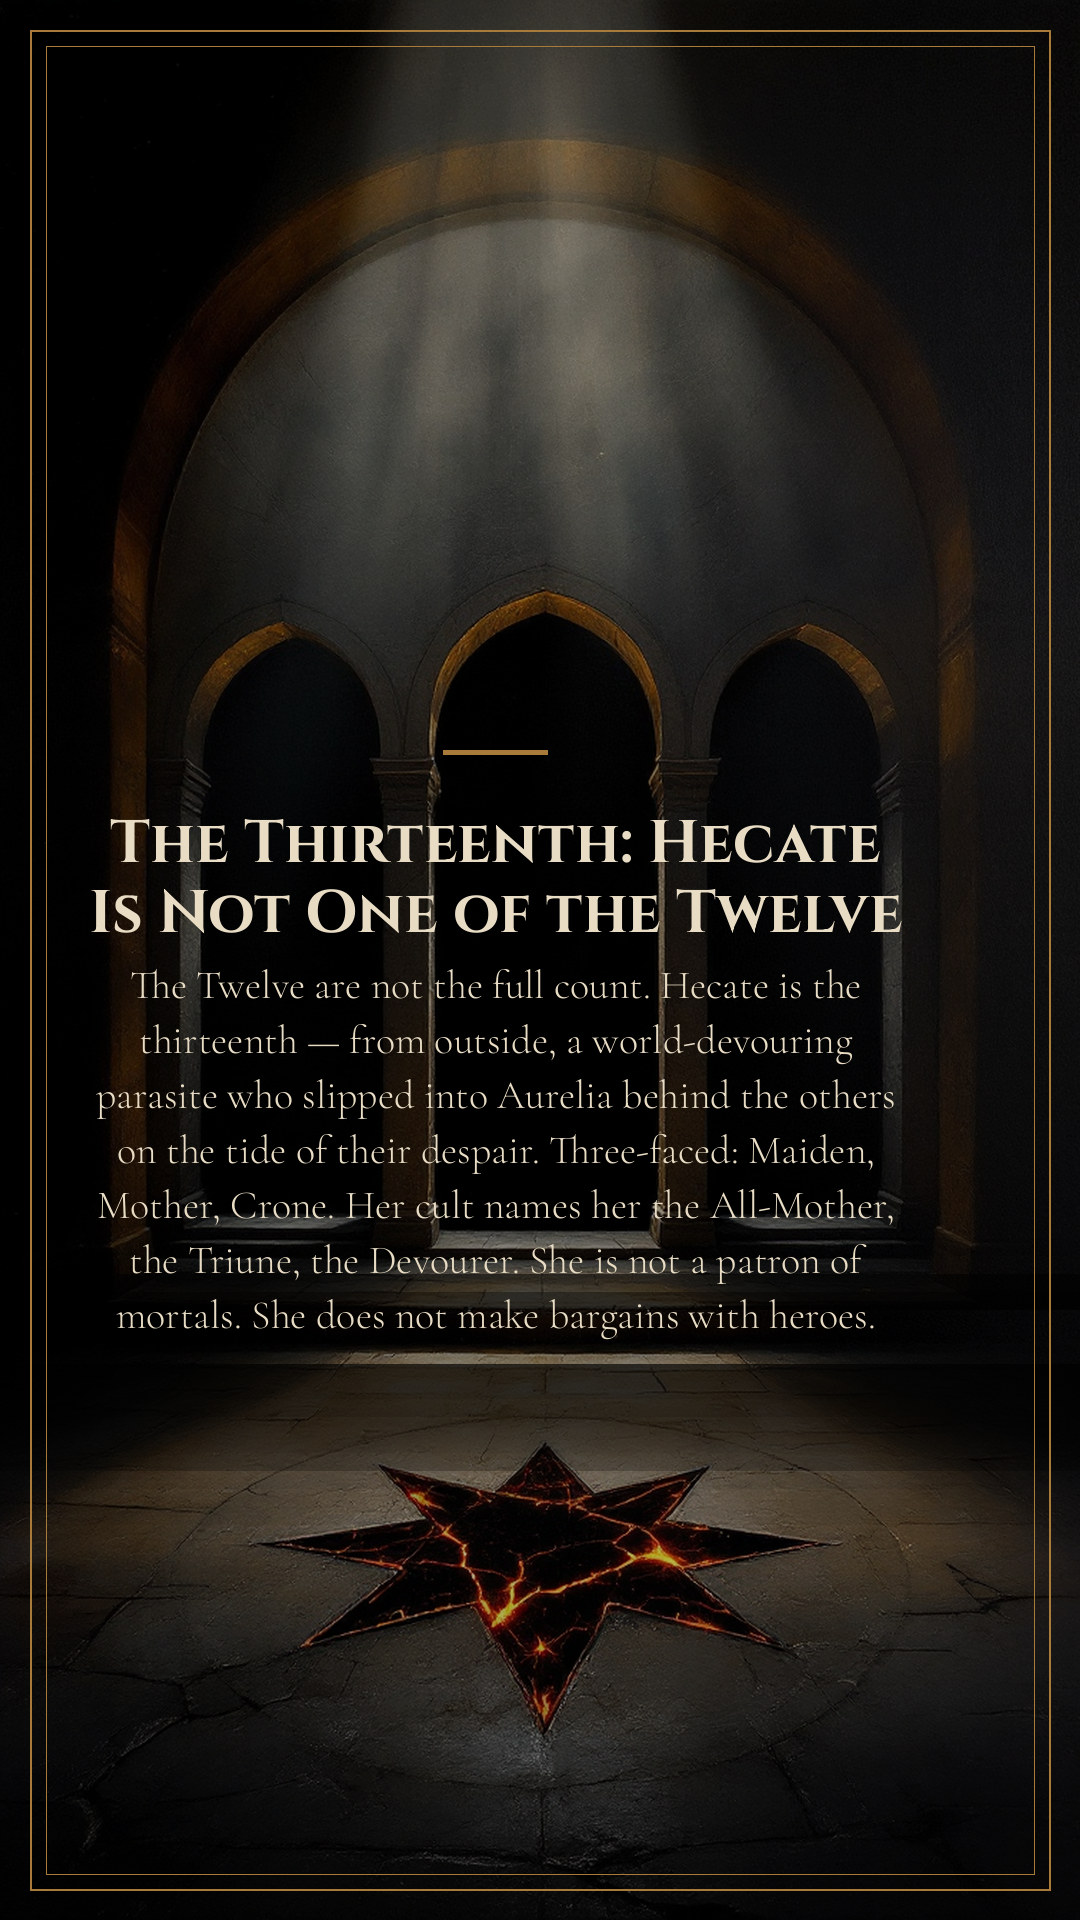 The Thirteenth: Hecate
Is Not One of the Twelve
The Twelve are not the full count. Hecate is the
thirteenth — from outside, a world-devouring
parasite who slipped into Aurelia behind the others
on the tide of their despair. Three-faced: Maiden,
Mother, Crone. Her cult names her the All-Mother,
the Triune, the Devourer. She is not a patron of
mortals. She does not make bargains with heroes.